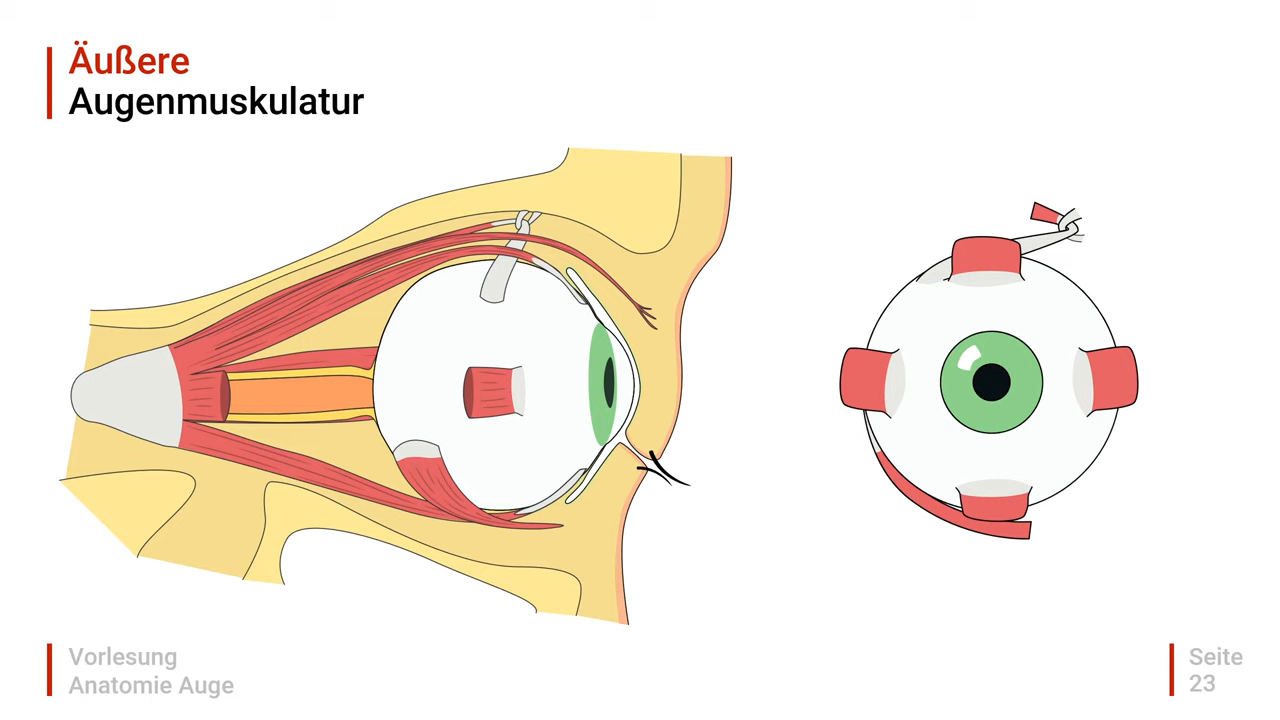 Äußere
Augenmuskulatur
Vorlesung
Anatomie Auge
Seite
23